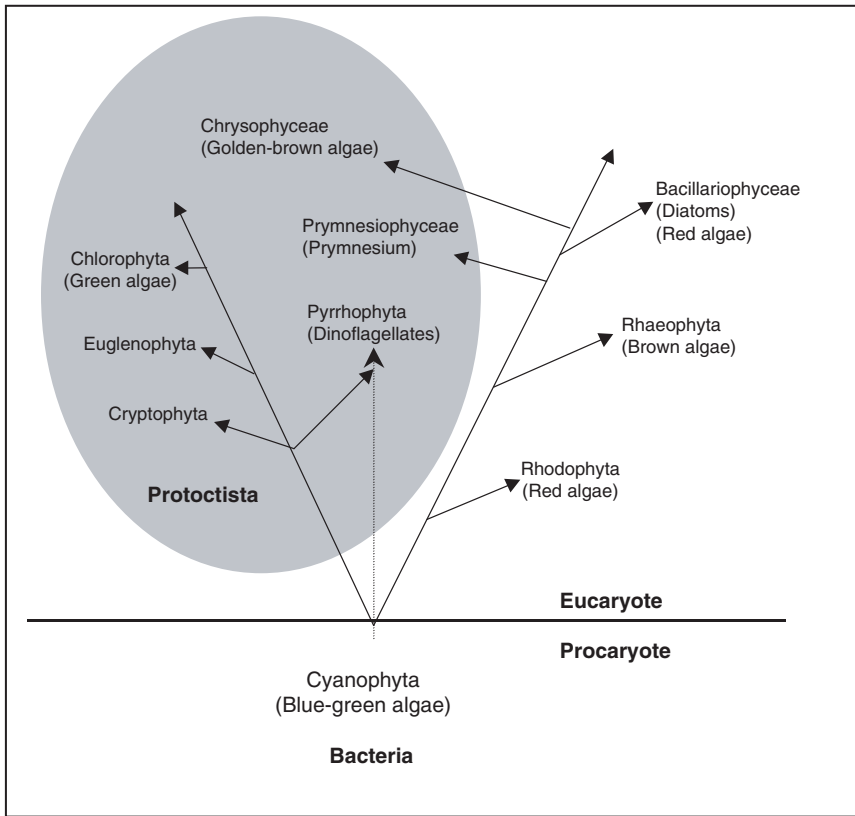 Chrysophyceae
(Golden-brown algae)
Bacillariophyceae
(Diatoms)
(Red algae)
Prymnesiophyceae
(Prymnesium)
Chlorophyta
(Green algae)
Pyrrhophyta
(Dinoflagellates)
Rhaeophyta
(Brown algae)
Euglenophyta
Cryptophyta
Rhodophyta
(Red algae)
Protoctista
Eucaryote
Procaryote
Cyanophyta
(Blue-green algae)
Bacteria